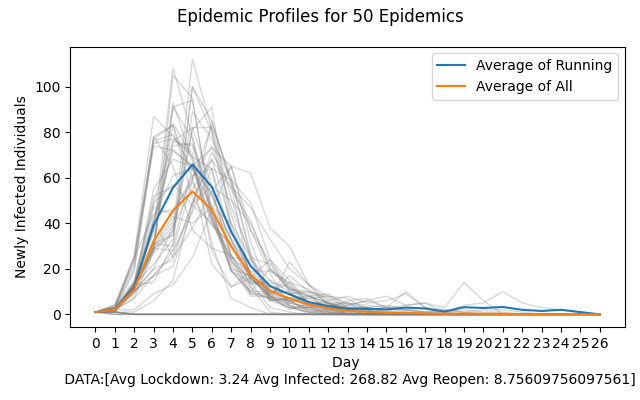 Epidemic Profiles for 50 Epidemics
Average of Running
Average of All
Newly Infected Individuals
100
80
60
40
20
0
0 1 2 3 4 5 6 7 8 9 10 11 12 13 14 15 16 17 18 19 20 21 22 23 24 25 26
Day
DATA:[Avg Lockdown: 3.24 Avg Infected: 268.82 Avg Reopen: 8.75609756097561]